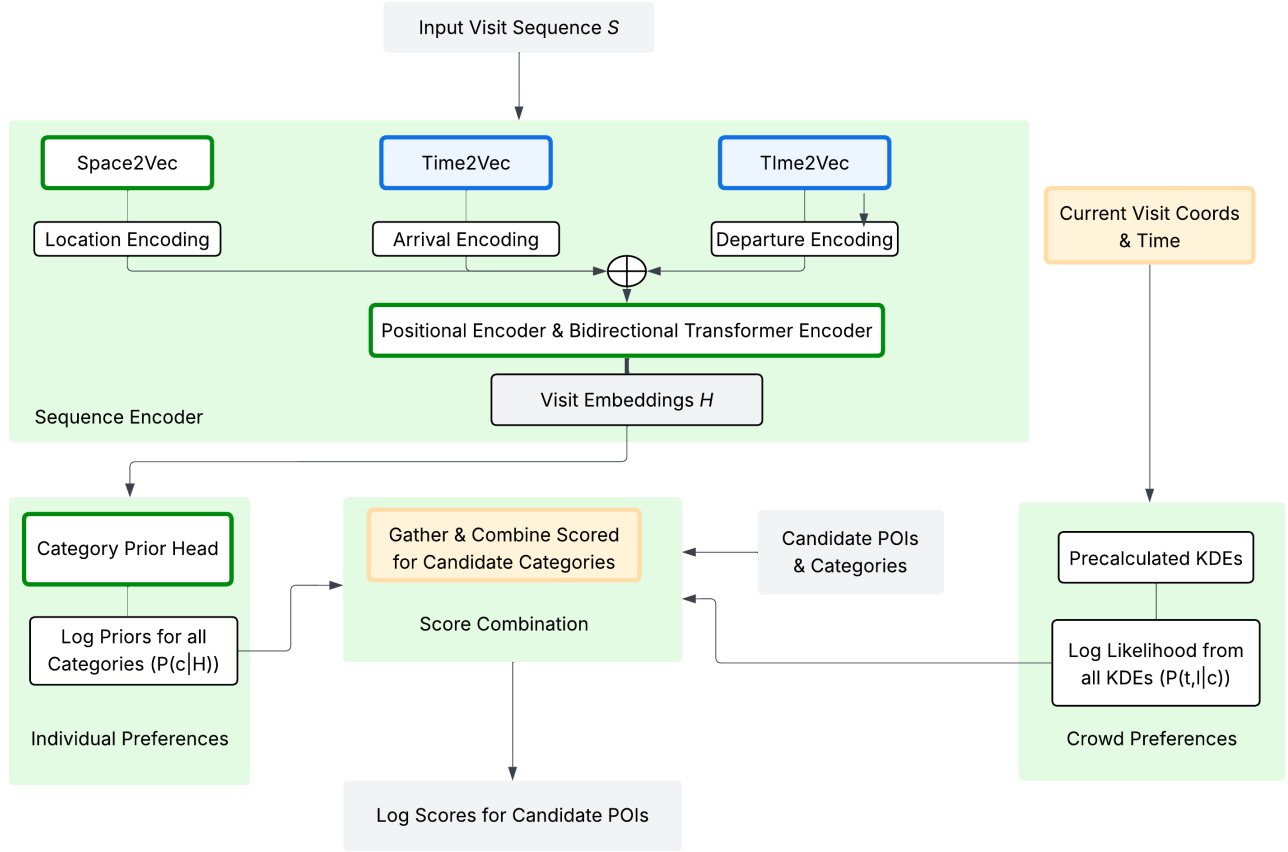 Input Visit Sequence S
Space2Vec
Time2Vec
TIme2Vec
Location Encoding
Arrival Encoding
Departure Encoding
Current Visit Coords
& Time
Positional Encoder & Bidirectional Transformer Encoder
Visit Embeddings H
Sequence Encoder
Category Prior Head
Log Priors for all
Categories (P(c|H))
Individual Preferences
Gather & Combine Scored
for Candidate Categories
Score Combination
Candidate POIs
& Categories
Precalculated KDEs
Log Likelihood from
all KDEs (P(t,l|c))
Crowd Preferences
Log Scores for Candidate POIs